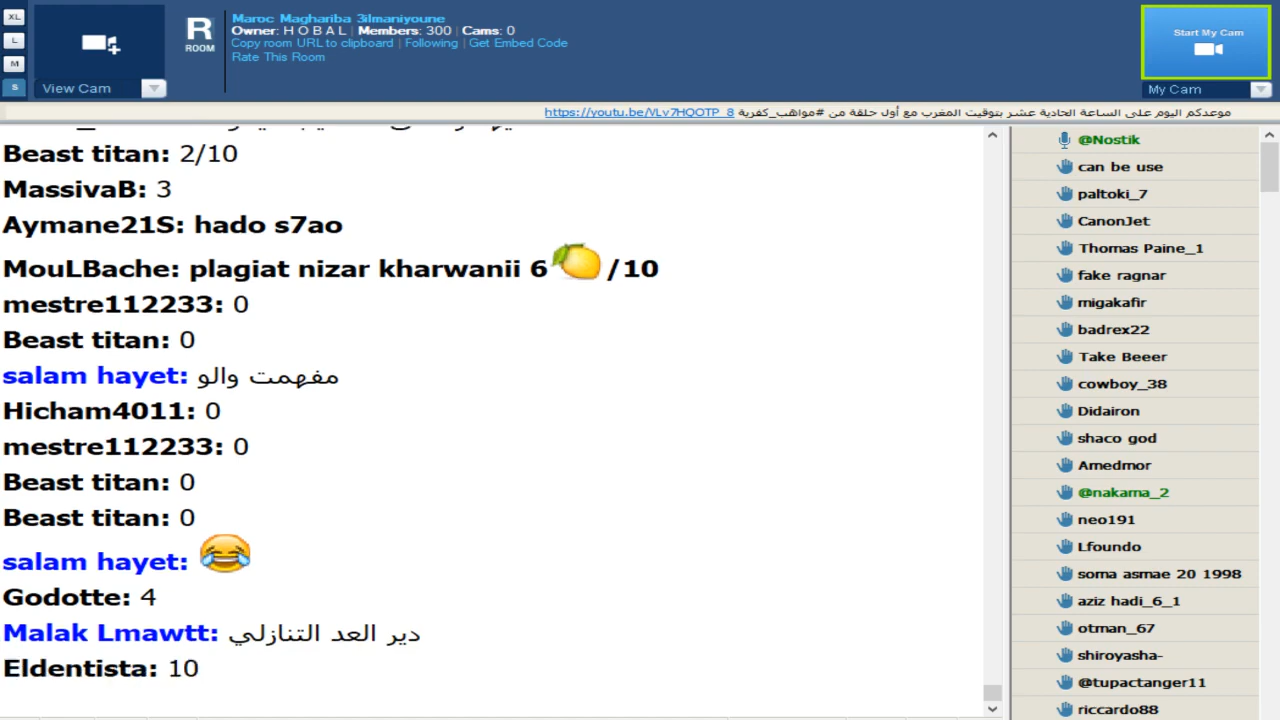 XL
L
M
S
View Cam
R
ROOM
Maroc Maghariba 3ilmaniyoune
Owner: H O B A L | Members: 300 | Cams: 0
Copy room URL to clipboard | Following | Get Embed Code
Rate This Room
Start My Cam
My Cam
موعدكم اليوم على الساعة الحادية عشر بتوقيت المغرب مع أول حلقة من #مواهب_كفرية https://youtu.be/VLv7HQOTP_8
Beast titan: 2/10
MassivaB: 3
Aymane21S: hado s7ao
MouLBache: plagiat nizar kharwanii 6🍋/10
mestre112233: 0
Beast titan: 0
salam hayet: مفهمت والو
Hicham4011: 0
mestre112233: 0
Beast titan: 0
Beast titan: 0
salam hayet: 😂
Godotte: 4
Malak Lmawtt: دير العد التنازلي
Eldentista: 10
@Nostik
can be use
paltoki_7
CanonJet
Thomas Paine_1
fake ragnar
migakafir
badrex22
Take Beeer
cowboy_38
Didairon
shaco god
Amedmor
@nakama_2
neo191
Lfoundo
soma asmae 20 1998
aziz hadi_6_1
otman_67
shiroyasha-
@tupactanger11
riccardo88